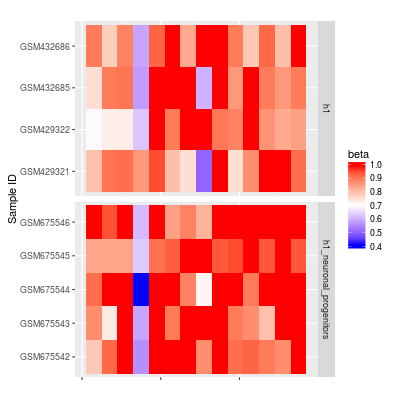 Sample ID
GSM432686
GSM432685
GSM429322
GSM429321
h1
GSM675546
GSM675545
GSM675544
GSM675543
GSM675542
h1_neuronal_progenitors
beta
1.0
0.9
0.8
0.7
0.6
0.5
0.4